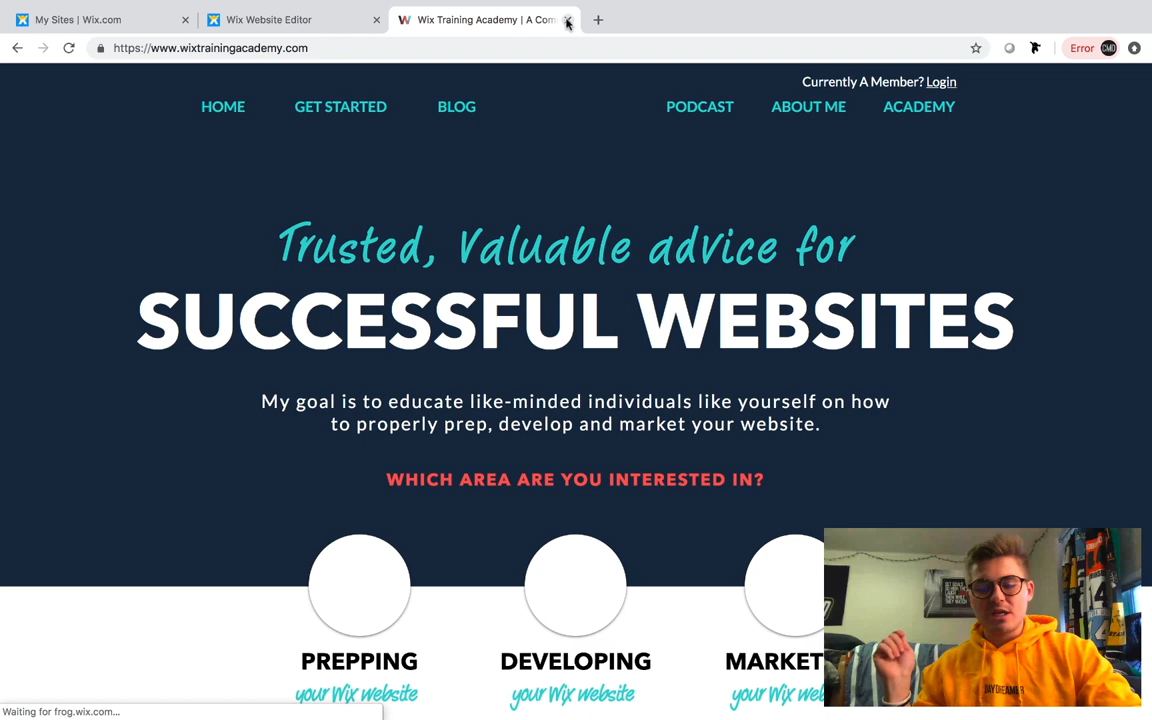 My Sites | Wix.com
Wix Website Editor
Wix Training Academy | A Com
https://www.wixtrainingacademy.com
Error
CMD
Currently A Member? Login
HOME
GET STARTED
BLOG
PODCAST
ABOUT ME
ACADEMY
Trusted, Valuable advice for
SUCCESSFUL WEBSITES
My goal is to educate like-minded individuals like yourself on how
to properly prep, develop and market your website.
WHICH AREA ARE YOU INTERESTED IN?
PREPPING
your Wix website
DEVELOPING
your Wix website
MARKET
your Wix we
DAYDREAMER
Waiting for frog.wix.com...